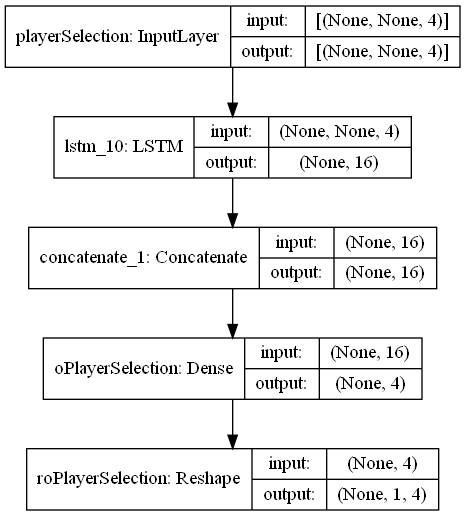 playerSelection: InputLayer
input: [(None, None, 4)]
output: [(None, None, 4)]
lstm_10: LSTM
input: (None, None, 4)
output: (None, 16)
concatenate_1: Concatenate
input: (None, 16)
output: (None, 16)
oPlayerSelection: Dense
input: (None, 16)
output: (None, 4)
roPlayerSelection: Reshape
input: (None, 4)
output: (None, 1, 4)